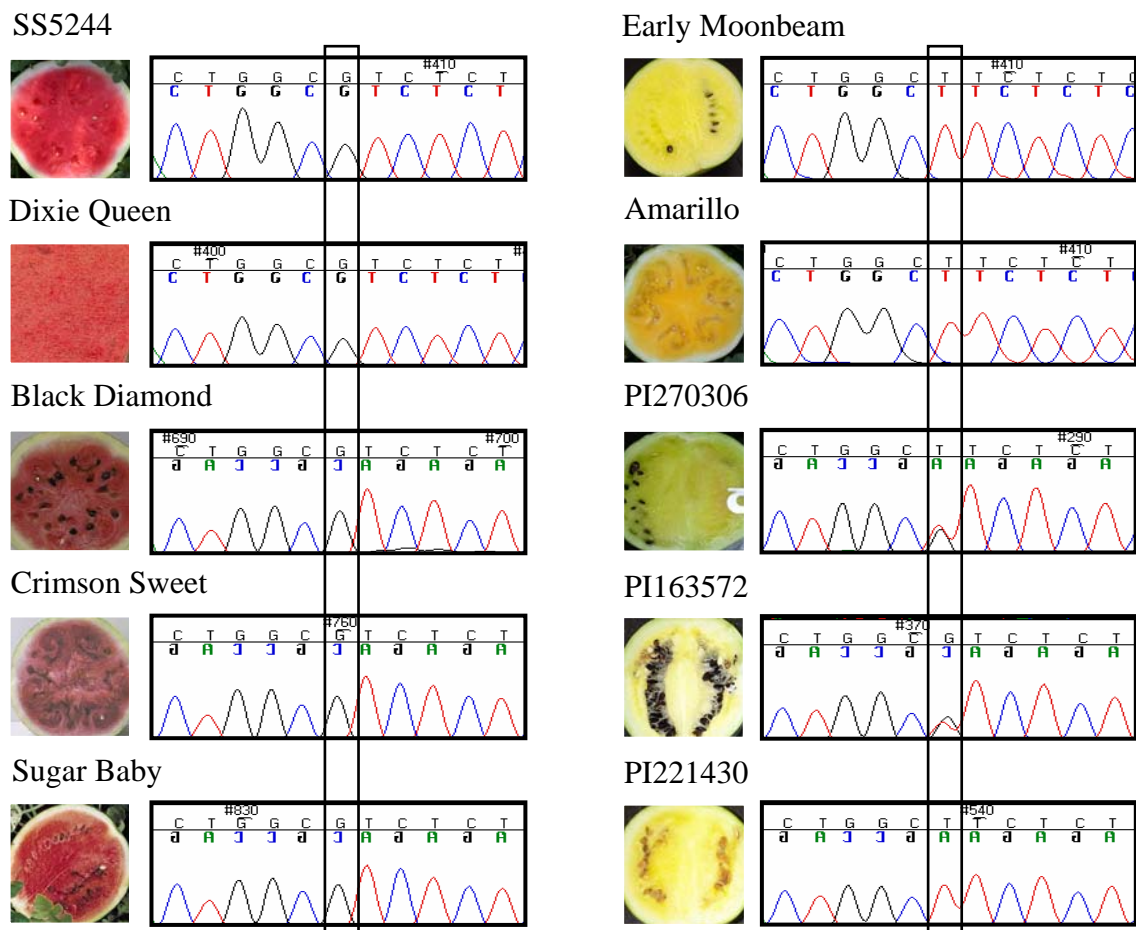 SS5244
#410
C T G G C G T C T C T
C T G G C G T C T C T
Dixie Queen
#400
C T G G C G T C T C T
C T G G C G T C T C T
Black Diamond
#690 #700
C T G G C G T C T C T
G A C C G C A G A G A
Crimson Sweet
#760
C T G G C G T C T C T
G A C C G C A G A G A
Sugar Baby
#830
C T G G C G T C T C T
G A C C G C A G A G A
Early Moonbeam
#410
C T G G C T T C T C T C
C T G G C T T C T C T C
Amarillo
#410
C T G G C T T C T C T
C T G G C T T C T C T
PI270306
#290
C T G G C T T C T C T
G A C C G A A G A G A
PI163572
#370
C T G G C G T C T C T
G A C C G C A G A G A
PI221430
#540
C T G G C T T C T C T
G A C C G A A G A G A